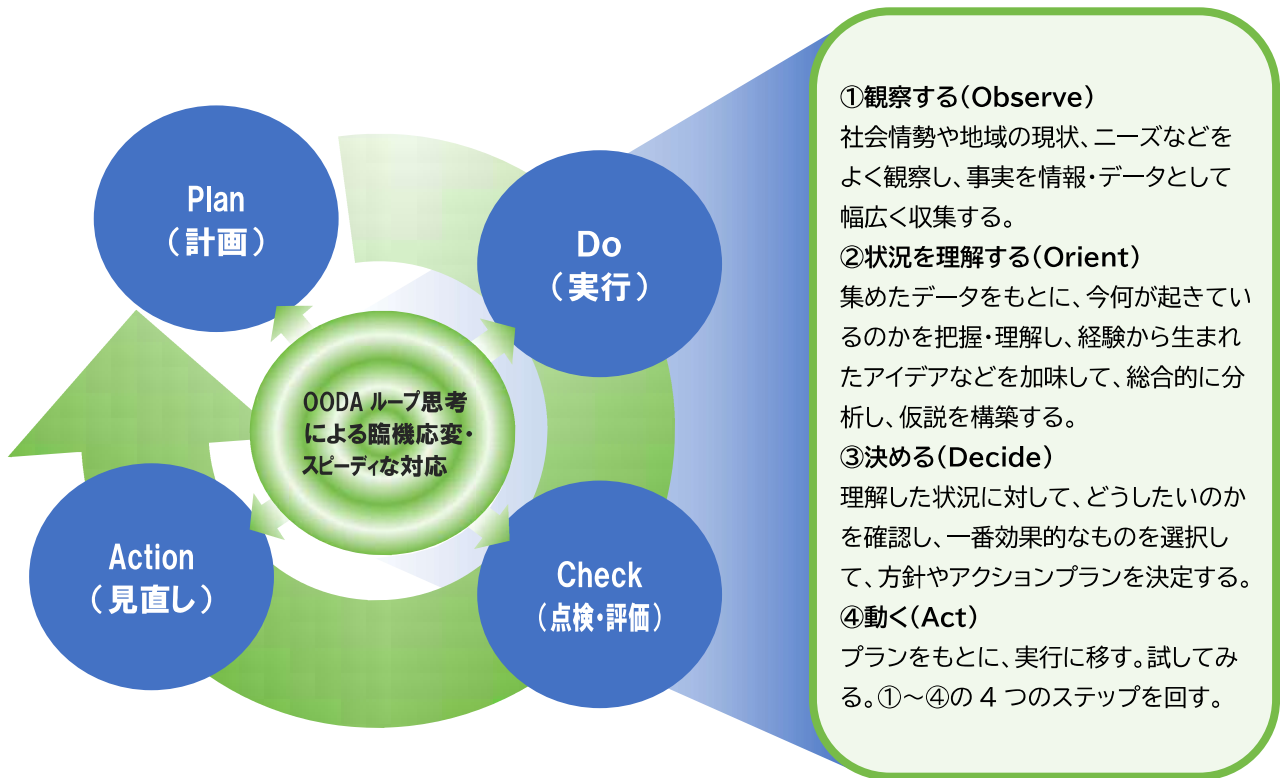 Plan
（計画）
Do
（実行）
OODA ループ思考
による臨機応変・
スピーディな対応
Action
（見直し）
Check
（点検・評価）
①観察する（Observe）
社会情勢や地域の現状、ニーズなどを
よく観察し、事実を情報・データとして
幅広く収集する。
②状況を理解する（Orient）
集めたデータをもとに、今何が起きてい
るのかを把握・理解し、経験から生まれ
たアイデアなどを加味して、総合的に分
析し、仮説を構築する。
③決める（Decide）
理解した状況に対して、どうしたいのか
を確認し、一番効果的なものを選択し
て、方針やアクションプランを決定する。
④動く（Act）
プランをもとに、実行に移す。試してみ
る。①～④の 4 つのステップを回す。